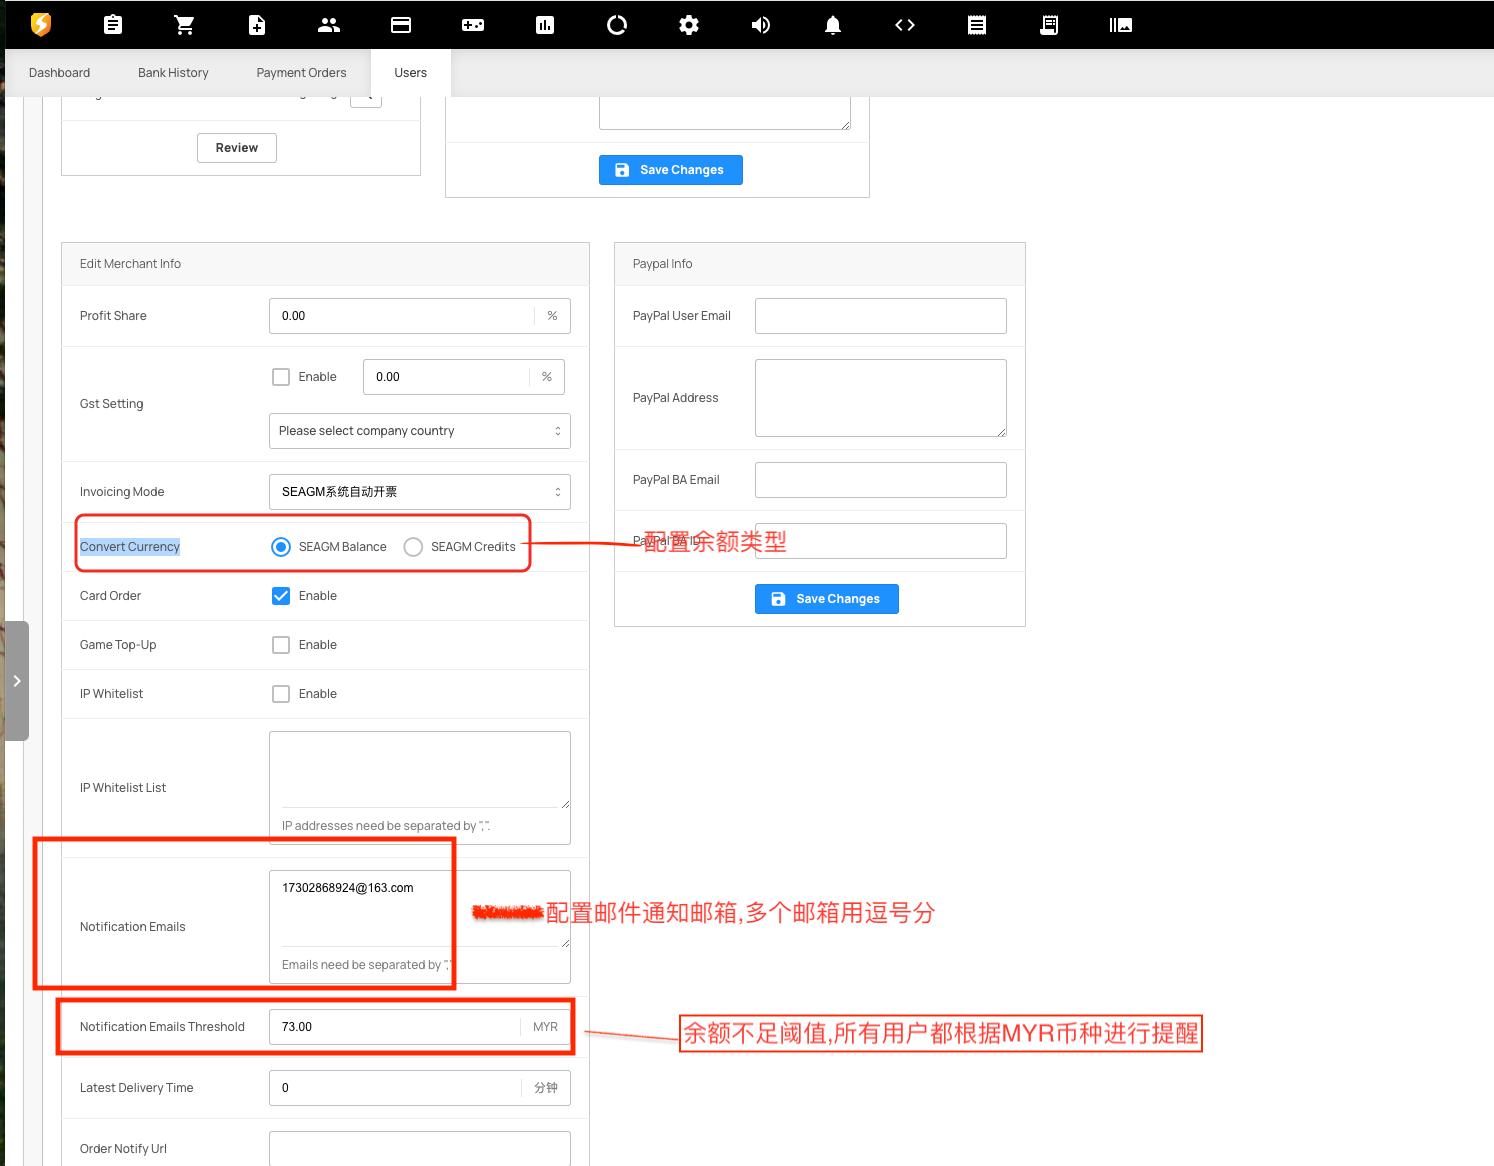 Dashboard
Bank History
Payment Orders
Users
Review
Save Changes
Edit Merchant Info
Profit Share
0.00
%
Gst Setting
Enable
0.00
%
Please select company country
Invoicing Mode
SEAGM系统自动开票
Convert Currency
SEAGM Balance
SEAGM Credits
配置余额类型
Card Order
Enable
Game Top-Up
Enable
IP Whitelist
Enable
IP Whitelist List
IP addresses need be separated by ",".
Notification Emails
17302868924@163.com
Emails need be separated by ","
配置邮件通知邮箱,多个邮箱用逗号分
Notification Emails Threshold
73.00
MYR
余额不足阈值,所有用户都根据MYR币种进行提醒
Latest Delivery Time
0
分钟
Order Notify Url
Paypal Info
PayPal User Email
PayPal Address
PayPal BA Email
PayPal BA ID
Save Changes